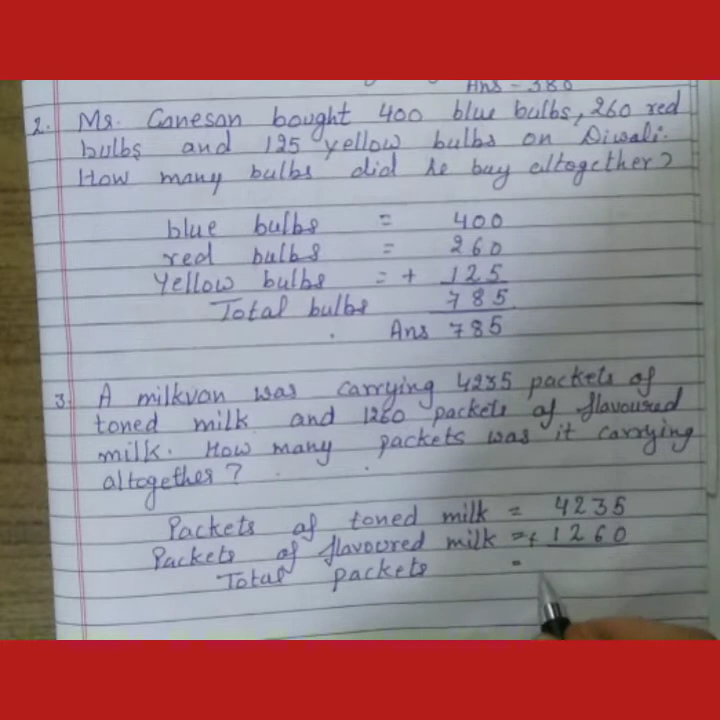 Ans - 380
2. Mr. Ganesan bought 400 blue bulbs, 260 red
bulbs and 125 yellow bulbs on Diwali.
How many bulbs did he buy altogether?
blue bulbs = 400
red bulbs = 260
Yellow bulbs = + 125
Total bulbs 785
Ans 785
3. A milkvan was carrying 4235 packets of
toned milk and 1260 packets of flavoured
milk. How many packets was it carrying
altogether?
Packets of toned milk = 4235
Packets of flavoured milk =+ 1260
Total packets =